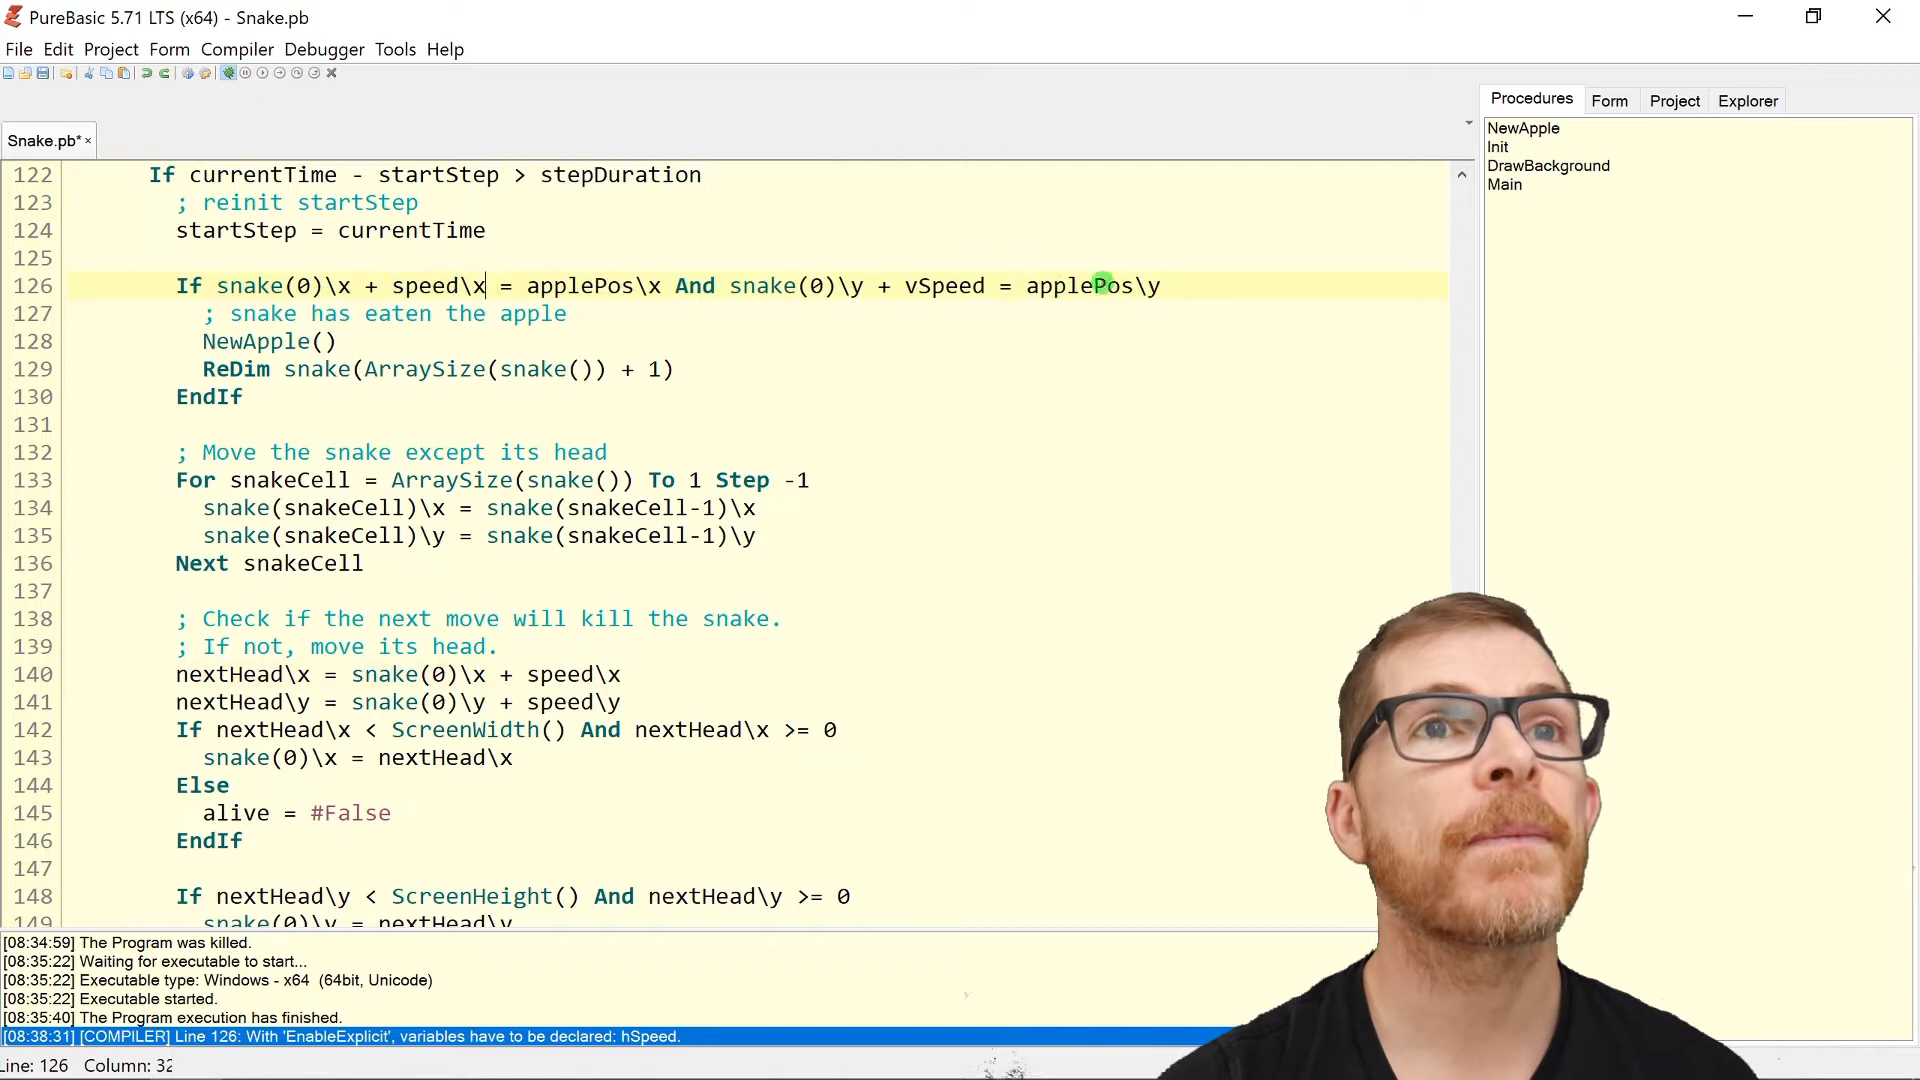 PureBasic 5.71 LTS (x64) - Snake.pb
File Edit Project Form Compiler Debugger Tools Help
Procedures Form Project Explorer
Snake.pb*
NewApple
Init
DrawBackground
Main
122 If currentTime - startStep > stepDuration
123 ; reinit startStep
124 startStep = currentTime
125
126 If snake(0)\x + speed\x = applePos\x And snake(0)\y + vSpeed = applePos\y
127 ; snake has eaten the apple
128 NewApple()
129 ReDim snake(ArraySize(snake()) + 1)
130 EndIf
131
132 ; Move the snake except its head
133 For snakeCell = ArraySize(snake()) To 1 Step -1
134 snake(snakeCell)\x = snake(snakeCell-1)\x
135 snake(snakeCell)\y = snake(snakeCell-1)\y
136 Next snakeCell
137
138 ; Check if the next move will kill the snake.
139 ; If not, move its head.
140 nextHead\x = snake(0)\x + speed\x
141 nextHead\y = snake(0)\y + speed\y
142 If nextHead\x < ScreenWidth() And nextHead\x >= 0
143 snake(0)\x = nextHead\x
144 Else
145 alive = #False
146 EndIf
147
148 If nextHead\y < ScreenHeight() And nextHead\y >= 0
149 snake(0)\y = nextHead\y
[08:34:59] The Program was killed.
[08:35:22] Waiting for executable to start...
[08:35:22] Executable type: Windows - x64 (64bit, Unicode)
[08:35:22] Executable started.
[08:35:40] The Program execution has finished.
[08:38:31] [COMPILER] Line 126: With 'EnableExplicit', variables have to be declared: hSpeed.
Line: 126 Column: 32